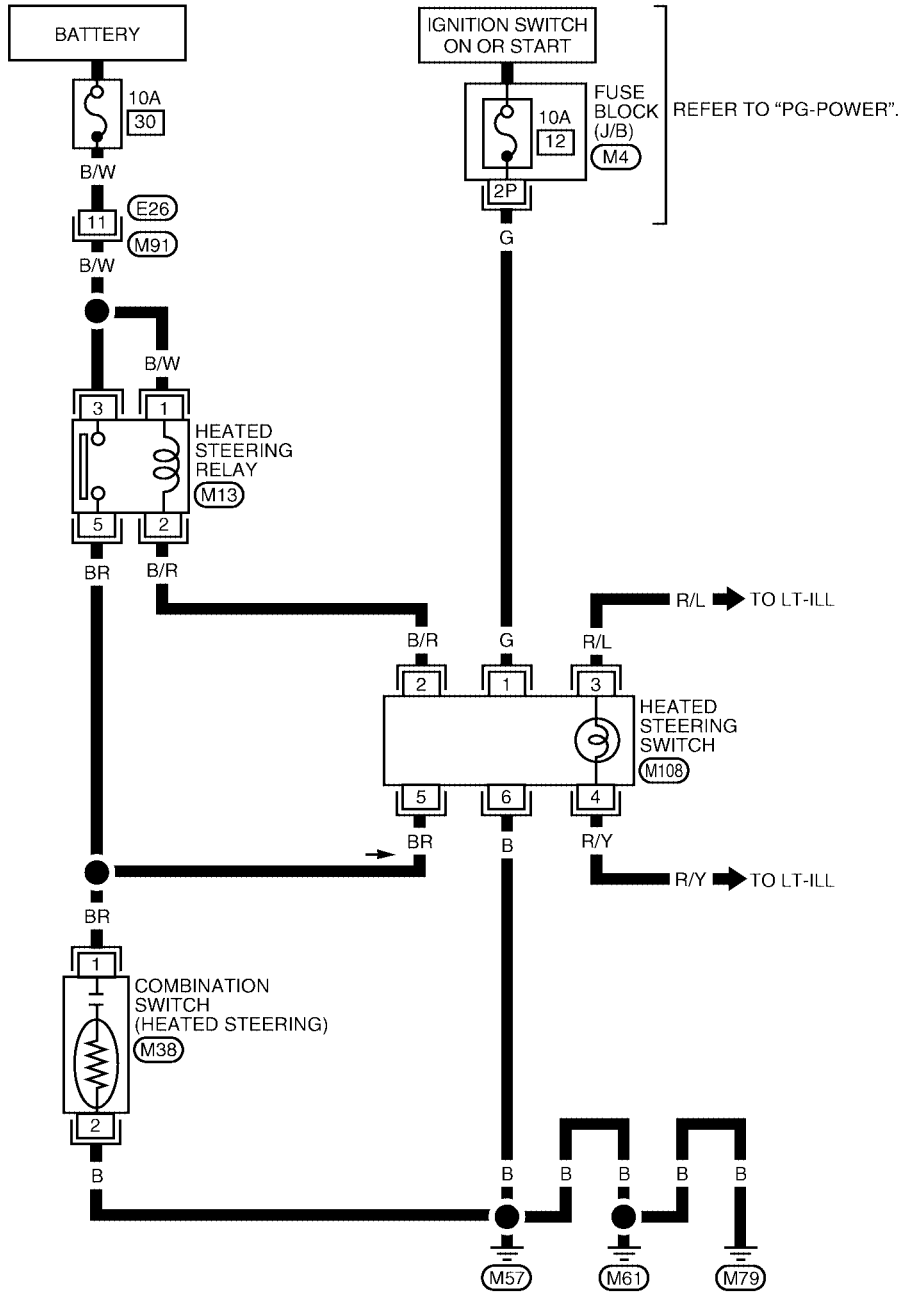 BATTERY
IGNITION SWITCH
ON OR START
10A
30
FUSE
BLOCK
(J/B)
M4
10A
12
REFER TO “PG-POWER”.
2P
B/W
E26
11
M91
B/W
G
B/W
3
1
HEATED
STEERING
RELAY
M13
5
2
BR
B/R
R/L
TO LT-ILL
B/R
G
R/L
2
1
3
HEATED
STEERING
SWITCH
M108
5
6
4
BR
B
R/Y
R/Y
TO LT-ILL
BR
1
COMBINATION
SWITCH
(HEATED STEERING)
M38
2
B
B
B
B
B
B
M57
M61
M79